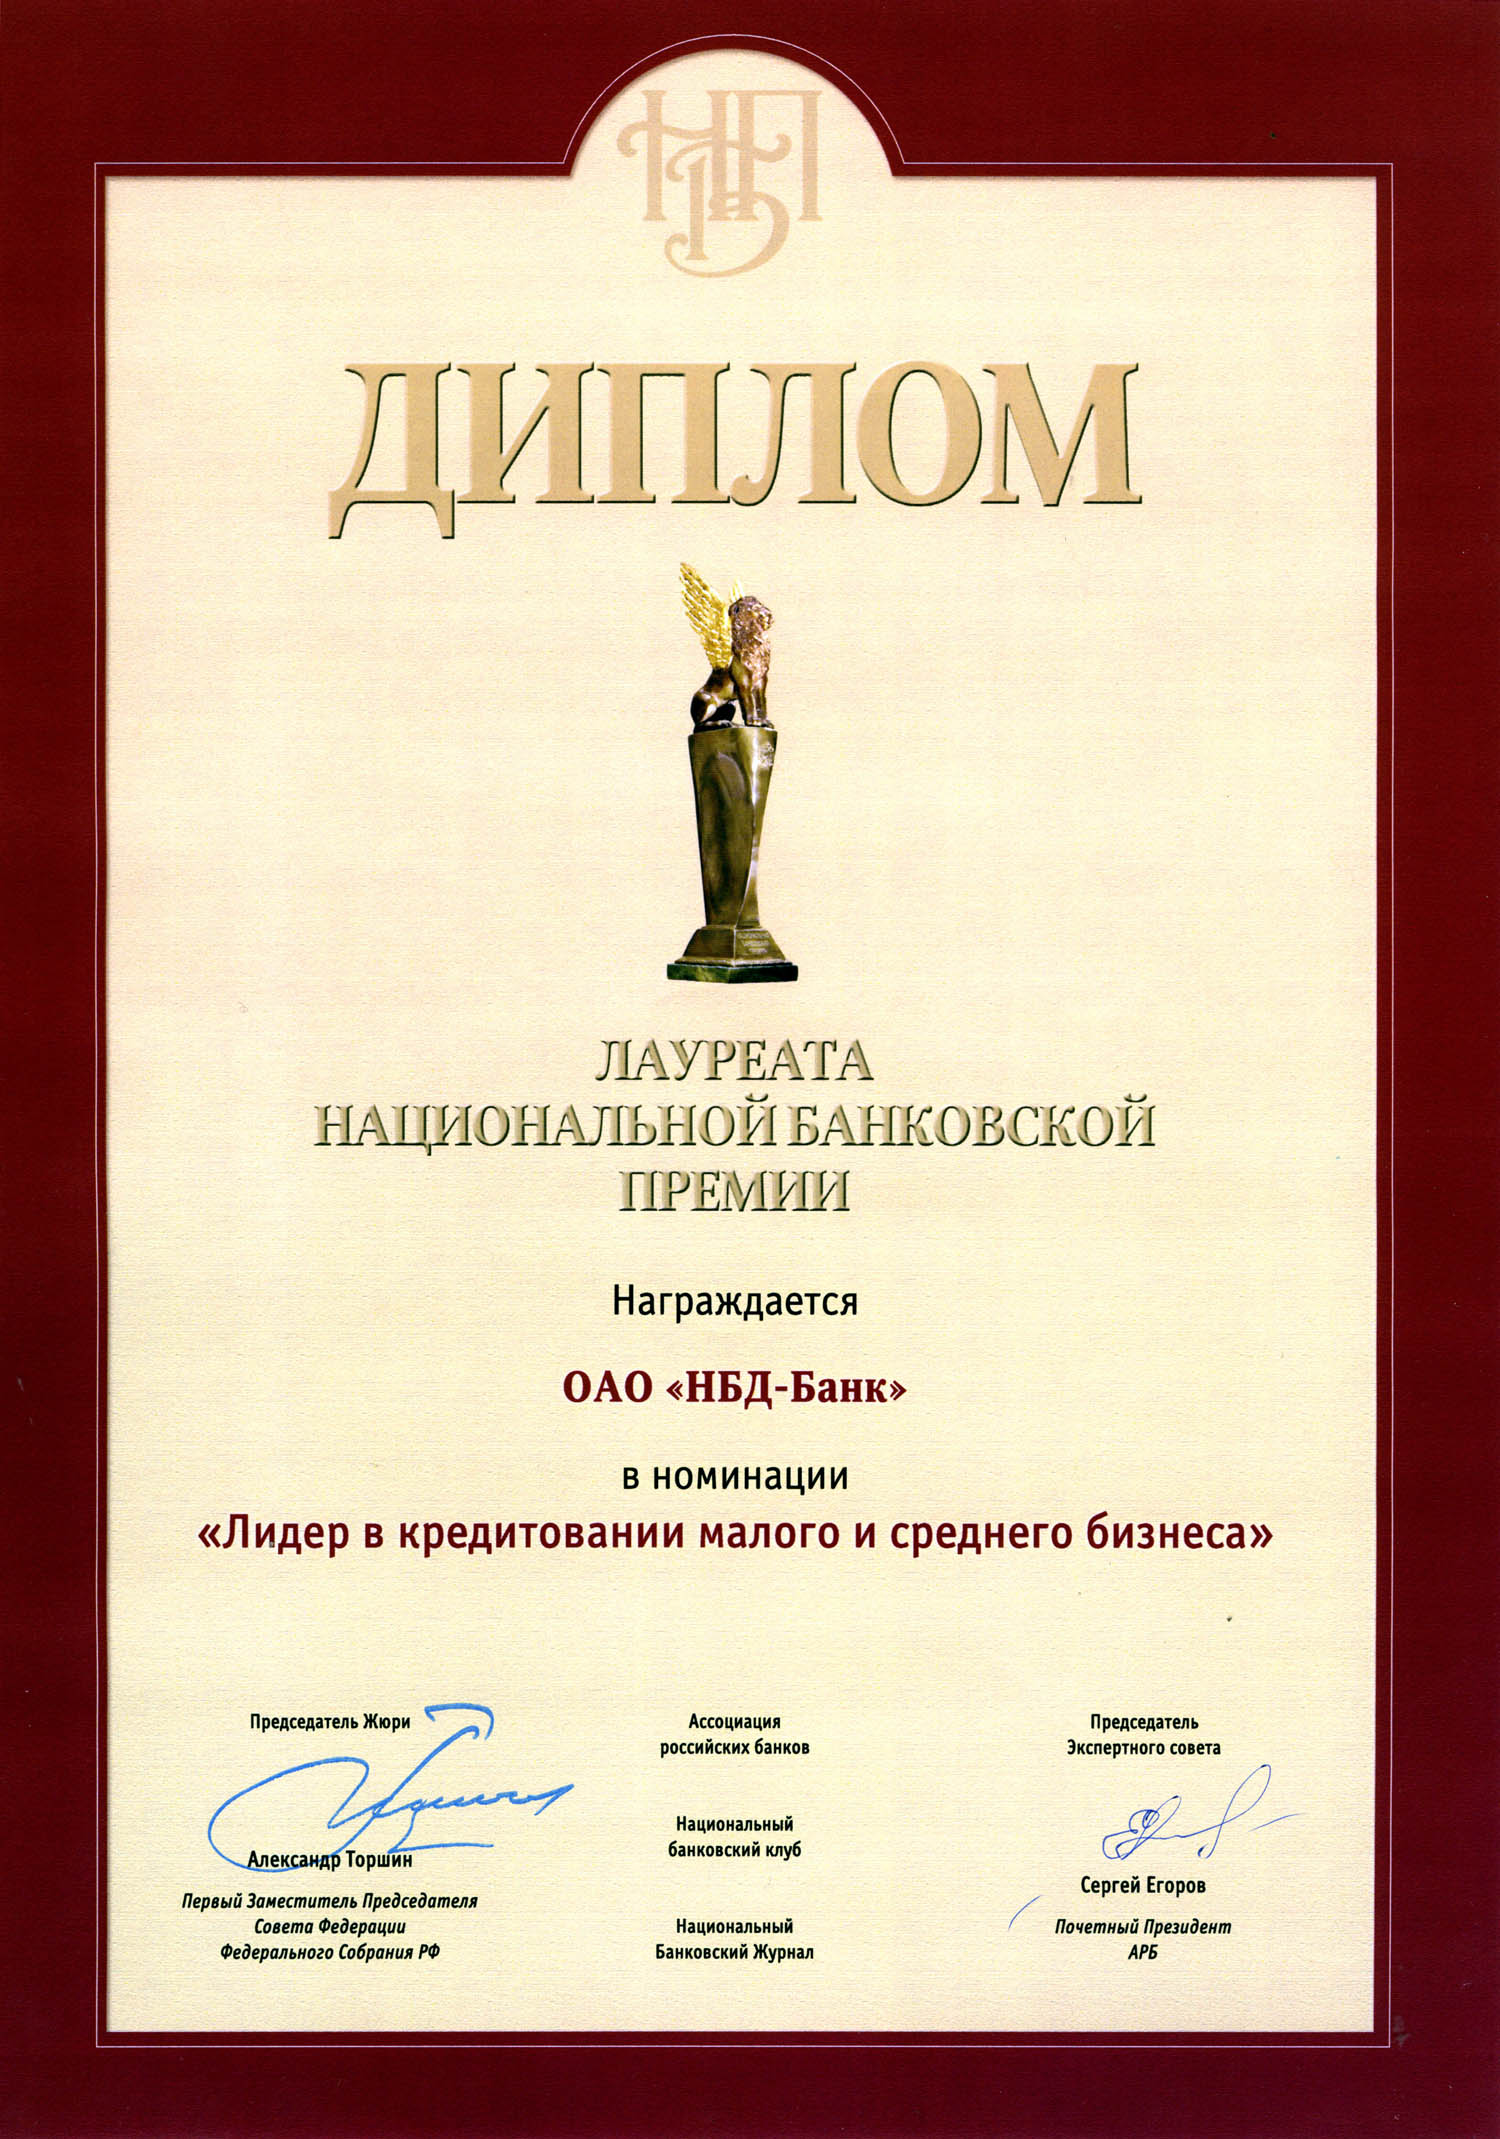 НБП
ДИПЛОМ
ЛАУРЕАТА
НАЦИОНАЛЬНОЙ БАНКОВСКОЙ
ПРЕМИИ
Награждается
ОАО «НБД-Банк»
в номинации
«Лидер в кредитовании малого и среднего бизнеса»
Председатель Жюри
Александр Торшин
Первый Заместитель Председателя
Совета Федерации
Федерального Собрания РФ
Ассоциация
российских банков
Национальный
банковский клуб
Национальный
Банковский Журнал
Председатель
Экспертного совета
Сергей Егоров
Почетный Президент
АРБ